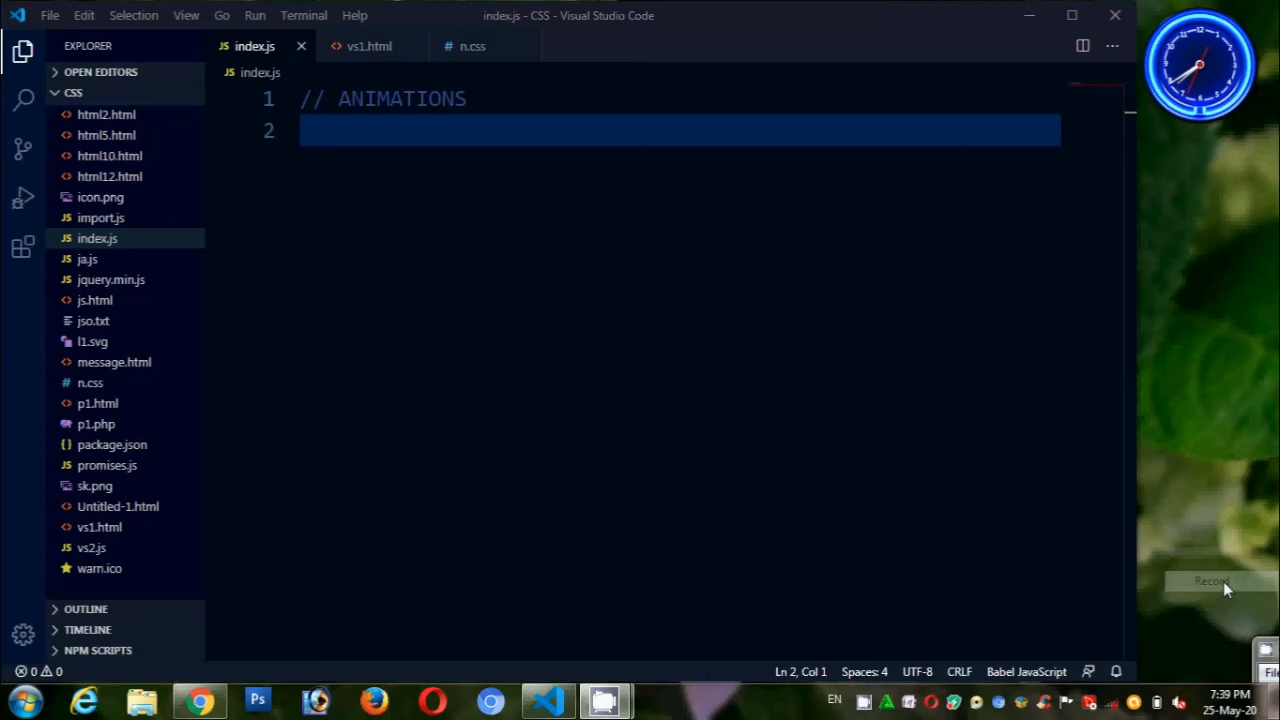 File Edit Selection View Go Run Terminal Help index.js - CSS - Visual Studio Code
EXPLORER
index.js vs1.html n.css
OPEN EDITORS
index.js
CSS
1 // ANIMATIONS
2
html2.html
html5.html
html10.html
html12.html
icon.png
import.js
index.js
ja.js
jquery.min.js
js.html
jso.txt
l1.svg
message.html
n.css
p1.html
p1.php
package.json
promises.js
sk.png
Untitled-1.html
vs1.html
vs2.js
warn.ico
Record
OUTLINE
TIMELINE
NPM SCRIPTS
0 0 Ln 2, Col 1 Spaces: 4 UTF-8 CRLF Babel JavaScript
File
Ps
EN
7:39 PM
25-May-20